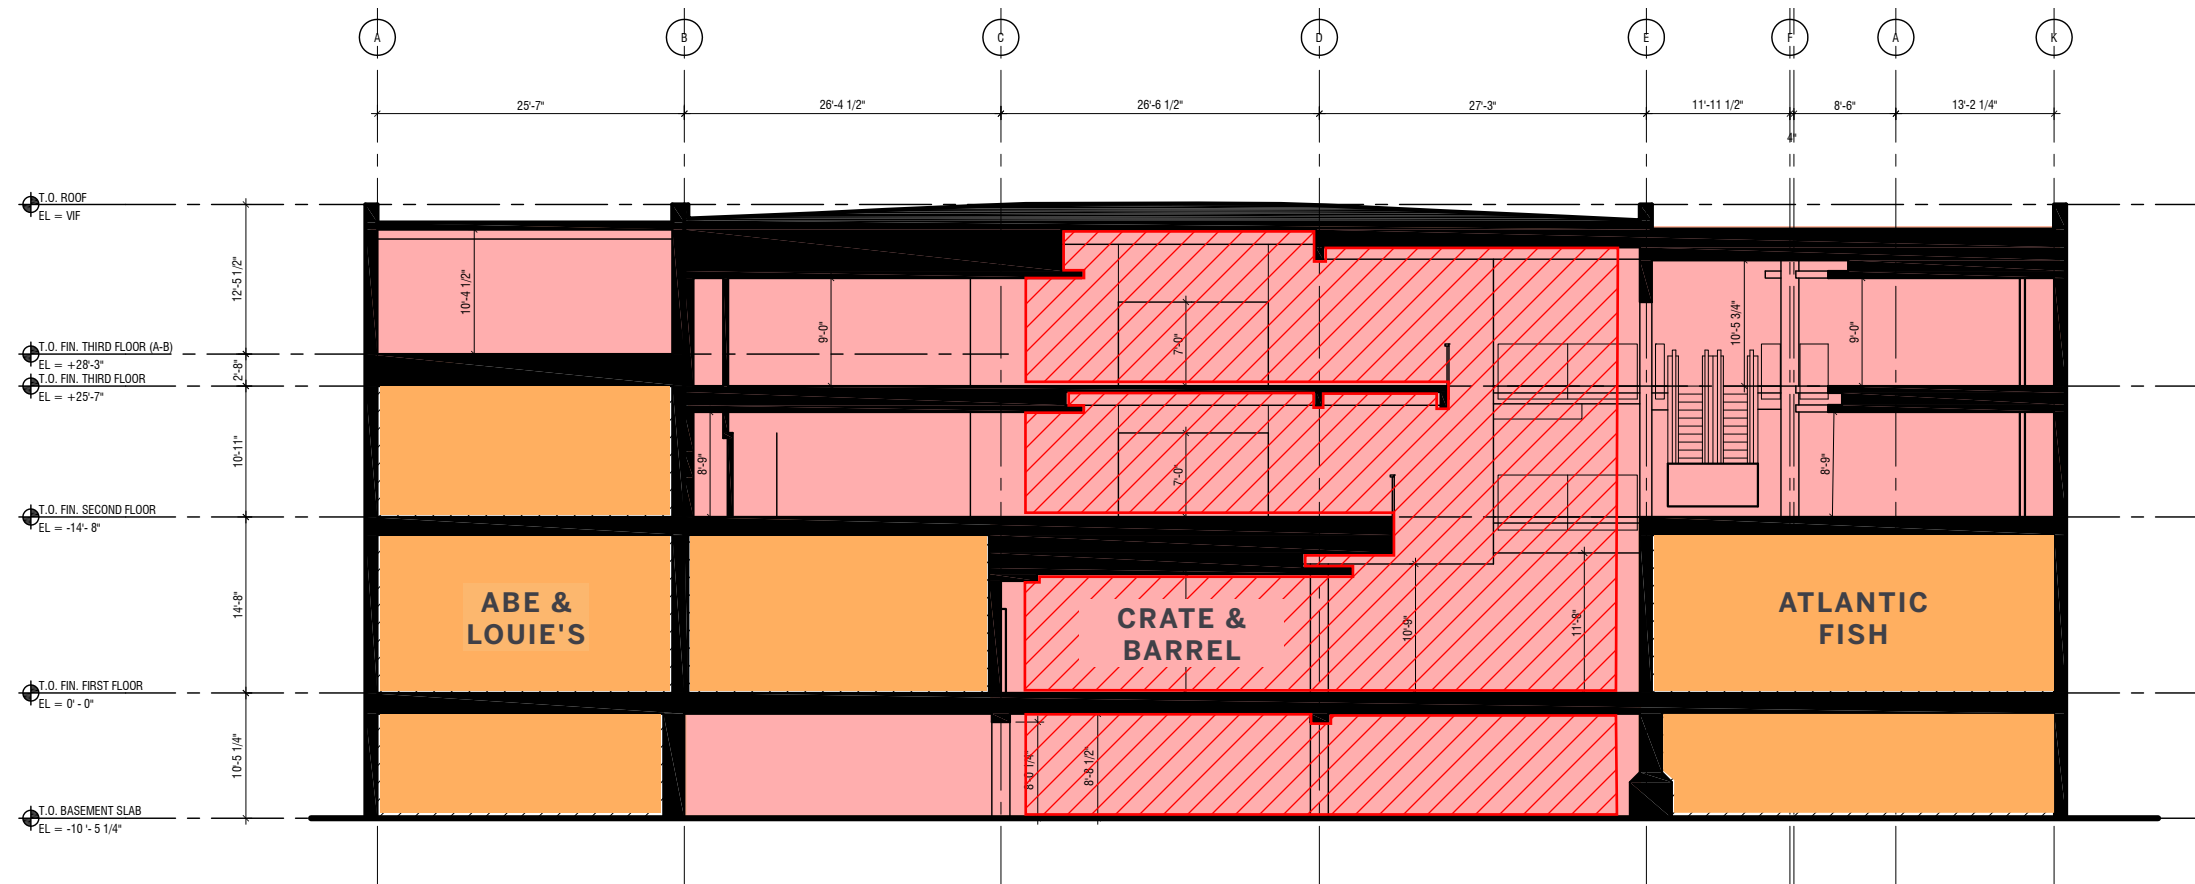 A B C D E F A K
25'-7" 26'-4 1/2" 26'-6 1/2" 27'-3" 11'-11 1/2" 8'-6" 13'-2 1/4"
4"
T.O. ROOF
EL = VIF
12'-5 1/2"
10'-4 1/2"
9'-0"
7'-0"
10'-5 3/4"
9'-0"
T.O. FIN. THIRD FLOOR (A-B)
EL = +28'-3"
2'-8"
T.O. FIN. THIRD FLOOR
EL = +25'-7"
10'-11"
8'-9"
7'-0"
8'-9"
T.O. FIN. SECOND FLOOR
EL = -14'- 8"
14'-8"
ABE &
LOUIE'S
CRATE &
BARREL
10'-9"
11'-8"
ATLANTIC
FISH
T.O. FIN. FIRST FLOOR
EL = 0' - 0"
10'-5 1/4"
8'-0 1/4"
8'-8 1/2"
T.O. BASEMENT SLAB
EL = -10 '- 5 1/4"